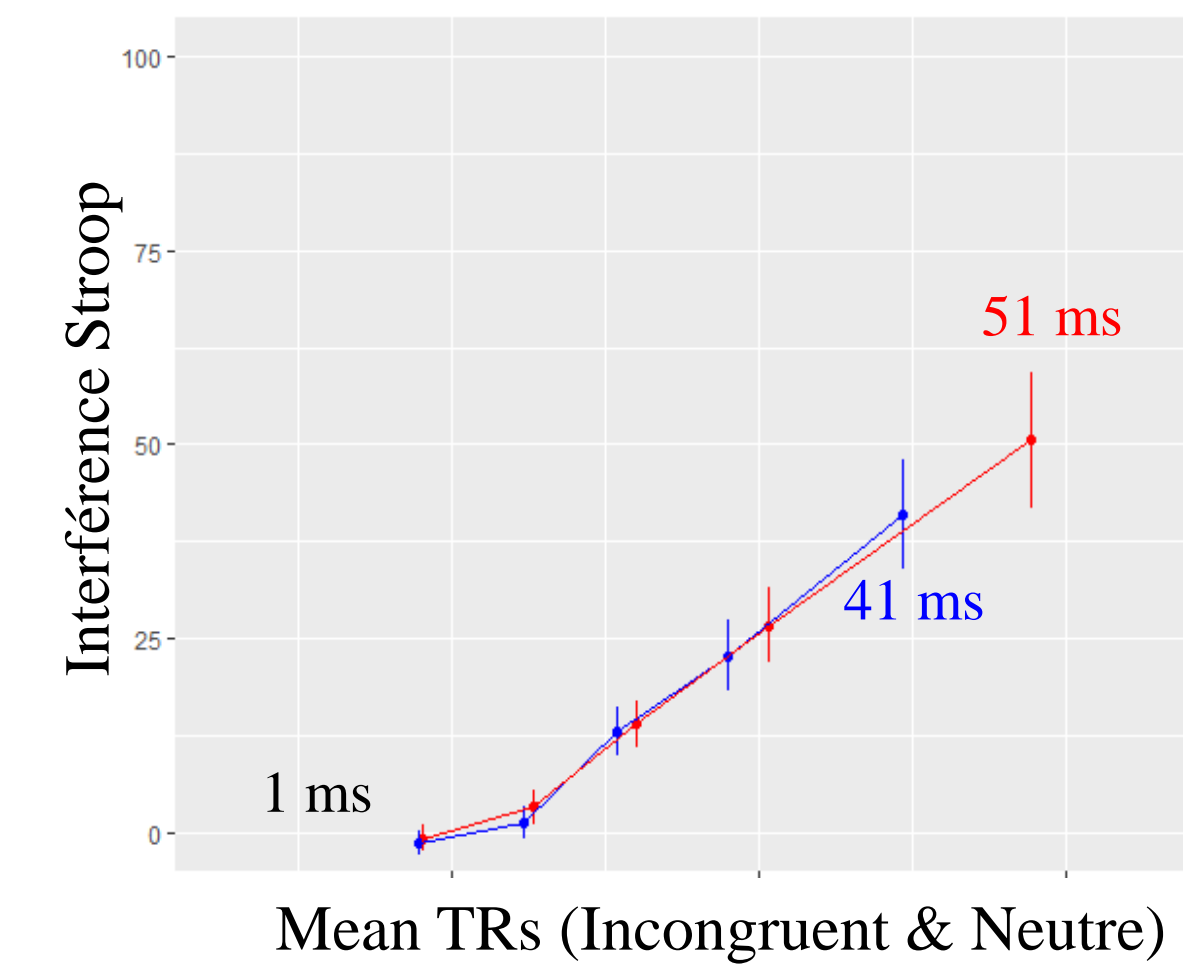 100
75
50
25
0
Interférence Stroop
51 ms
41 ms
1 ms
Mean TRs (Incongruent & Neutre)